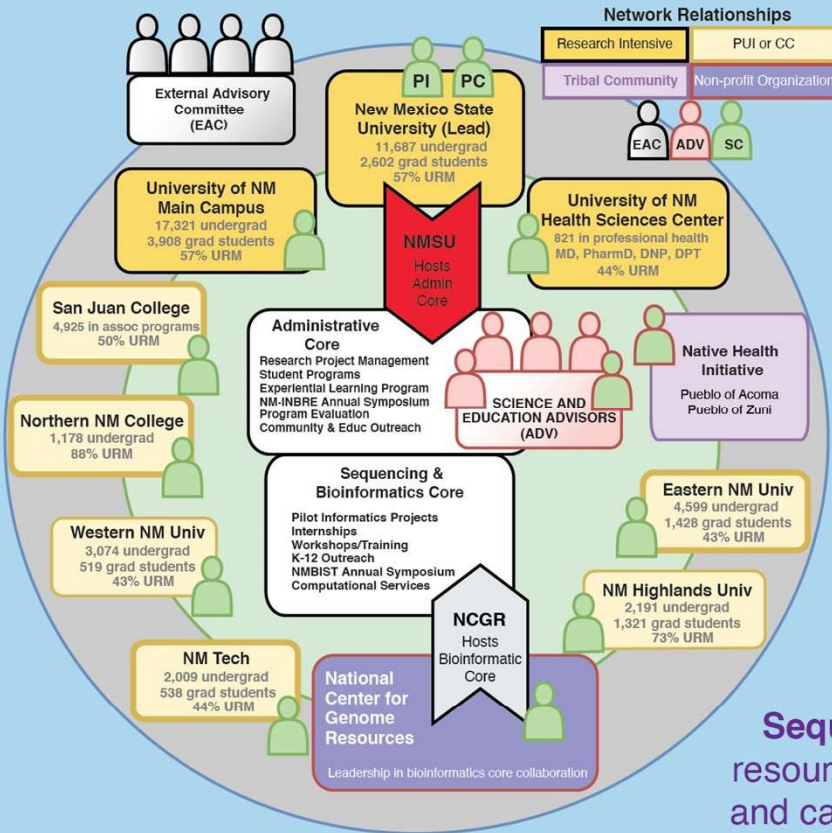 Network Relationships
Research Intensive
PUI or CC
Tribal Community
Non-profit Organization
EAC
ADV
SC
External Advisory
Committee
(EAC)
PI
PC
New Mexico State
University (Lead)
11,687 undergrad
2,602 grad students
57% URM
University of NM
Main Campus
17,321 undergrad
3,908 grad students
57% URM
NMSU
Hosts
Admin
Core
University of NM
Health Sciences Center
821 in professional health
MD, PharmD, DNP, DPT
44% URM
San Juan College
4,925 in assoc programs
50% URM
Administrative
Core
Research Project Management
Student Programs
Experiential Learning Program
NM-INBRE Annual Symposium
Program Evaluation
Community & Educ Outreach
SCIENCE AND
EDUCATION ADVISORS
(ADV)
Native Health
Initiative
Pueblo of Acoma
Pueblo of Zuni
Northern NM College
1,178 undergrad
88% URM
Sequencing &
Bioinformatics Core
Pilot Informatics Projects
Internships
Workshops/Training
K-12 Outreach
NMBIST Annual Symposium
Computational Services
Eastern NM Univ
4,599 undergrad
1,428 grad students
43% URM
Western NM Univ
3,074 undergrad
519 grad students
43% URM
NM Highlands Univ
2,191 undergrad
1,321 grad students
73% URM
NCGR
Hosts
Bioinformatic
Core
NM Tech
2,009 undergrad
538 grad students
44% URM
National
Center for
Genome
Resources
Leadership in bioinformatics core collaboration
Sequ
resour
and ca